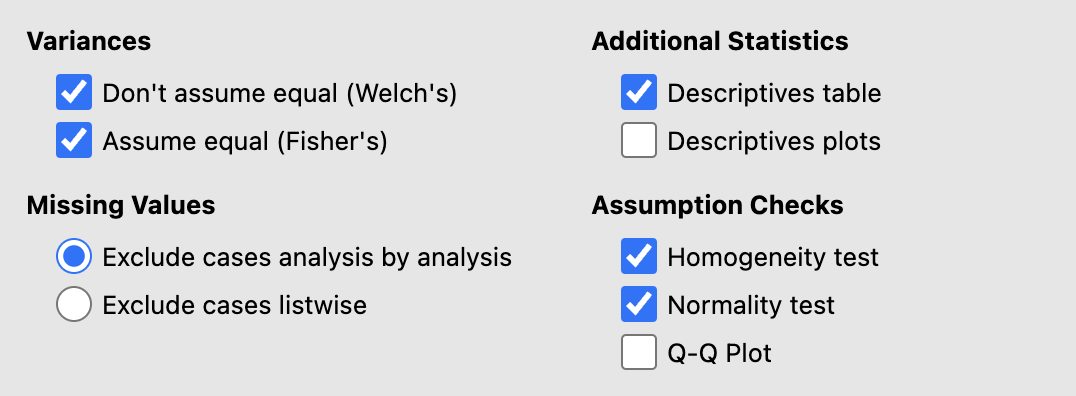 Variances
Don't assume equal (Welch's)
Assume equal (Fisher's)
Missing Values
Exclude cases analysis by analysis
Exclude cases listwise
Additional Statistics
Descriptives table
Descriptives plots
Assumption Checks
Homogeneity test
Normality test
Q-Q Plot